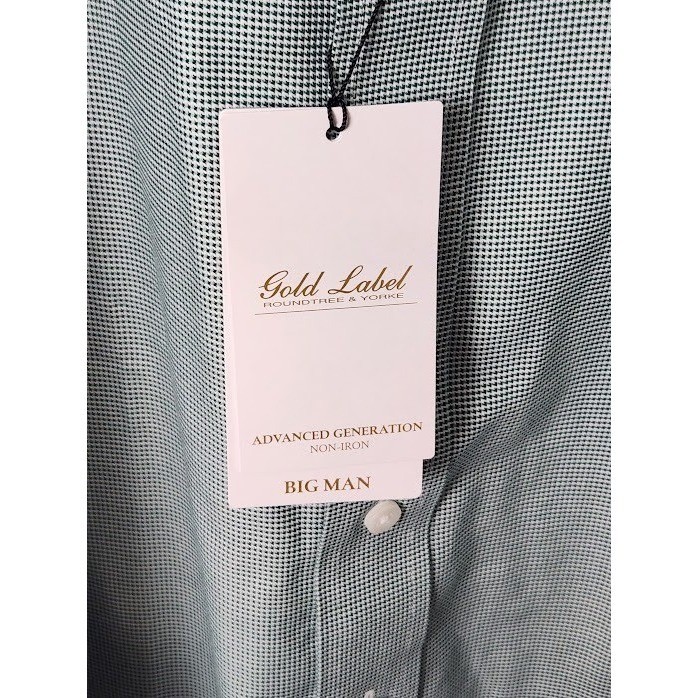 Gold Label
ROUNDTREE & YORKE
ADVANCED GENERATION
NON-IRON
BIG MAN